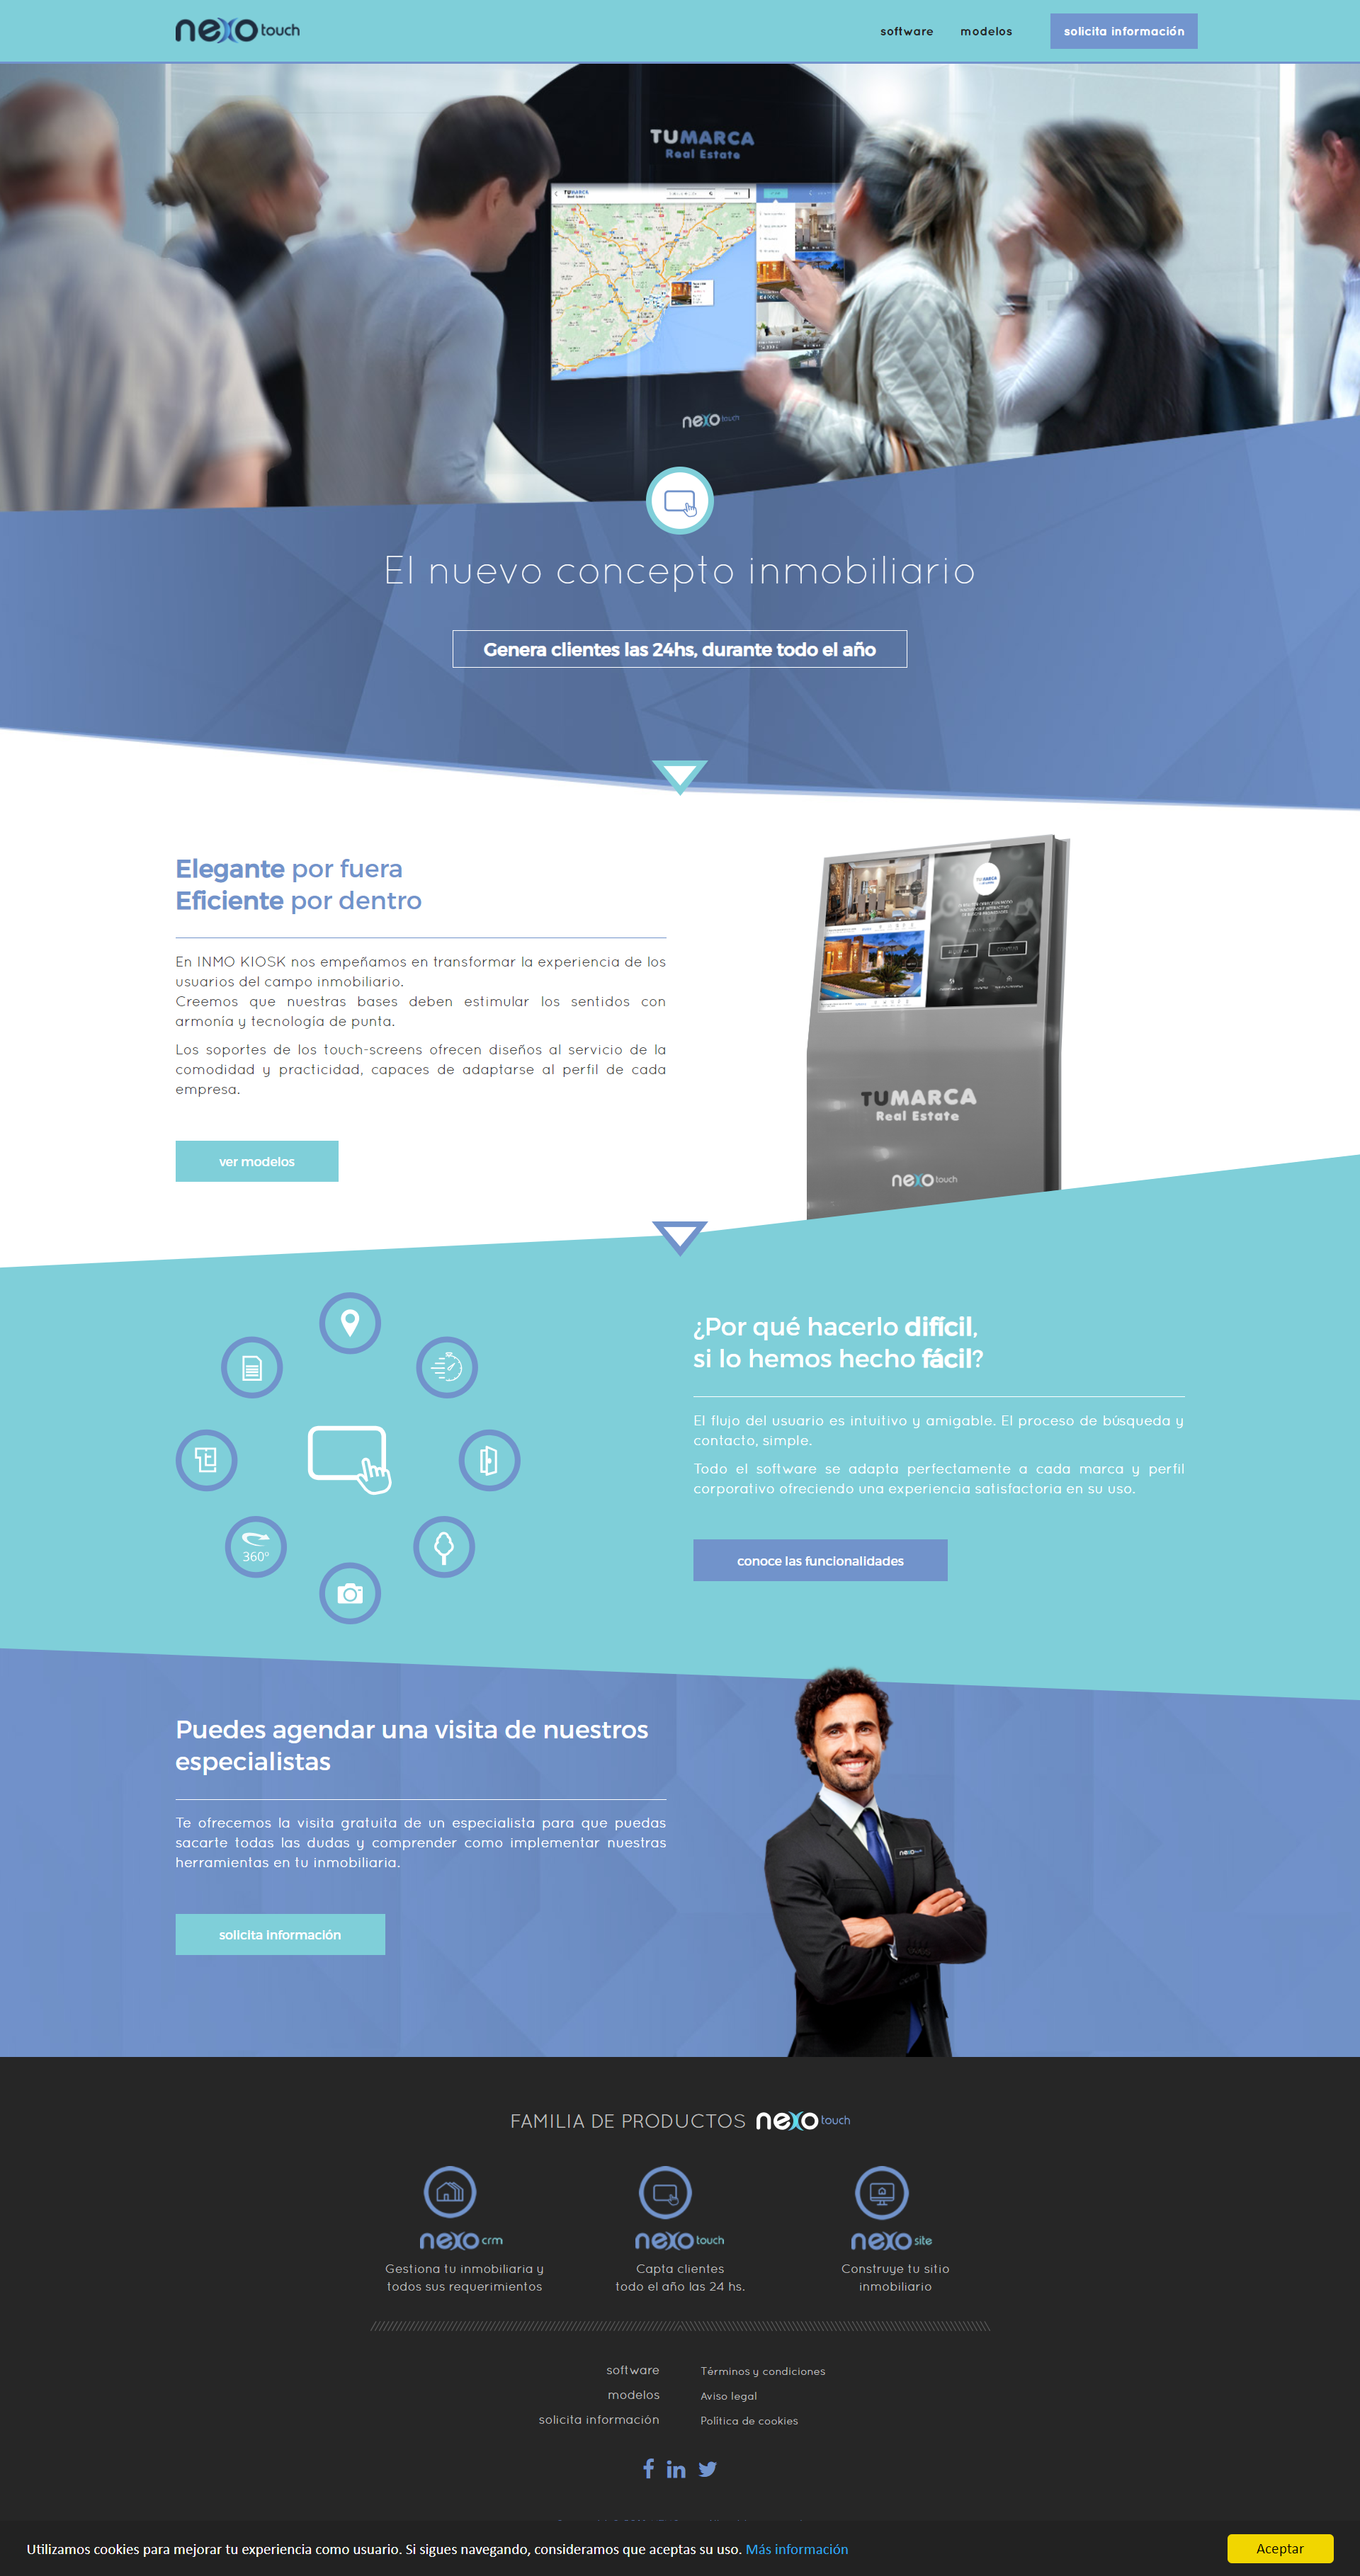 nexo touch
software
modelos
solicita información
TUMARCA
Real Estate
TUMARCA
nexo touch
El nuevo concepto inmobiliario
Genera clientes las 24hs, durante todo el año
Elegante por fuera
Eficiente por dentro
En INMO KIOSK nos empeñamos en transformar la experiencia de los
usuarios del campo inmobiliario.
Creemos que nuestras bases deben estimular los sentidos con
armonía y tecnología de punta.
Los soportes de los touch-screens ofrecen diseños al servicio de la
comodidad y practicidad, capaces de adaptarse al perfil de cada
empresa.
ver modelos
TUMARCA
TUMARCA
Real Estate
nexo touch
¿Por qué hacerlo difícil,
si lo hemos hecho fácil?
El flujo del usuario es intuitivo y amigable. El proceso de búsqueda y
contacto, simple.
Todo el software se adapta perfectamente a cada marca y perfil
corporativo ofreciendo una experiencia satisfactoria en su uso.
conoce las funcionalidades
360º
Puedes agendar una visita de nuestros
especialistas
Te ofrecemos la visita gratuita de un especialista para que puedas
sacarte todas las dudas y comprender como implementar nuestras
herramientas en tu inmobiliaria.
solicita información
nexo touch
FAMILIA DE PRODUCTOS nexo touch
nexo crm
Gestiona tu inmobiliaria y
todos sus requerimientos
nexo touch
Capta clientes
todo el año las 24 hs.
nexo site
Construye tu sitio
inmobiliario
software
modelos
solicita información
Términos y condiciones
Aviso legal
Política de cookies
Utilizamos cookies para mejorar tu experiencia como usuario. Si sigues navegando, consideramos que aceptas su uso. Más información
Aceptar